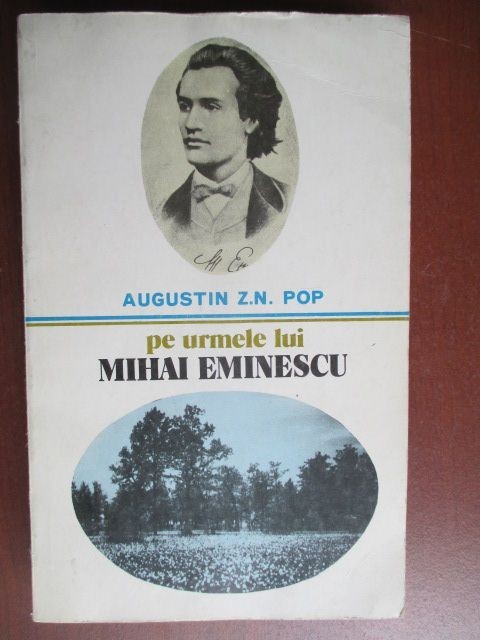 AUGUSTIN Z.N. POP
pe urmele lui
MIHAI EMINESCU